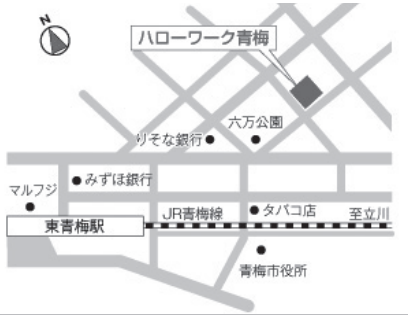 N
ハローワーク青梅
六万公園
りそな銀行
みずほ銀行
マルフジ
JR青梅線
タバコ店
至立川
東青梅駅
青梅市役所